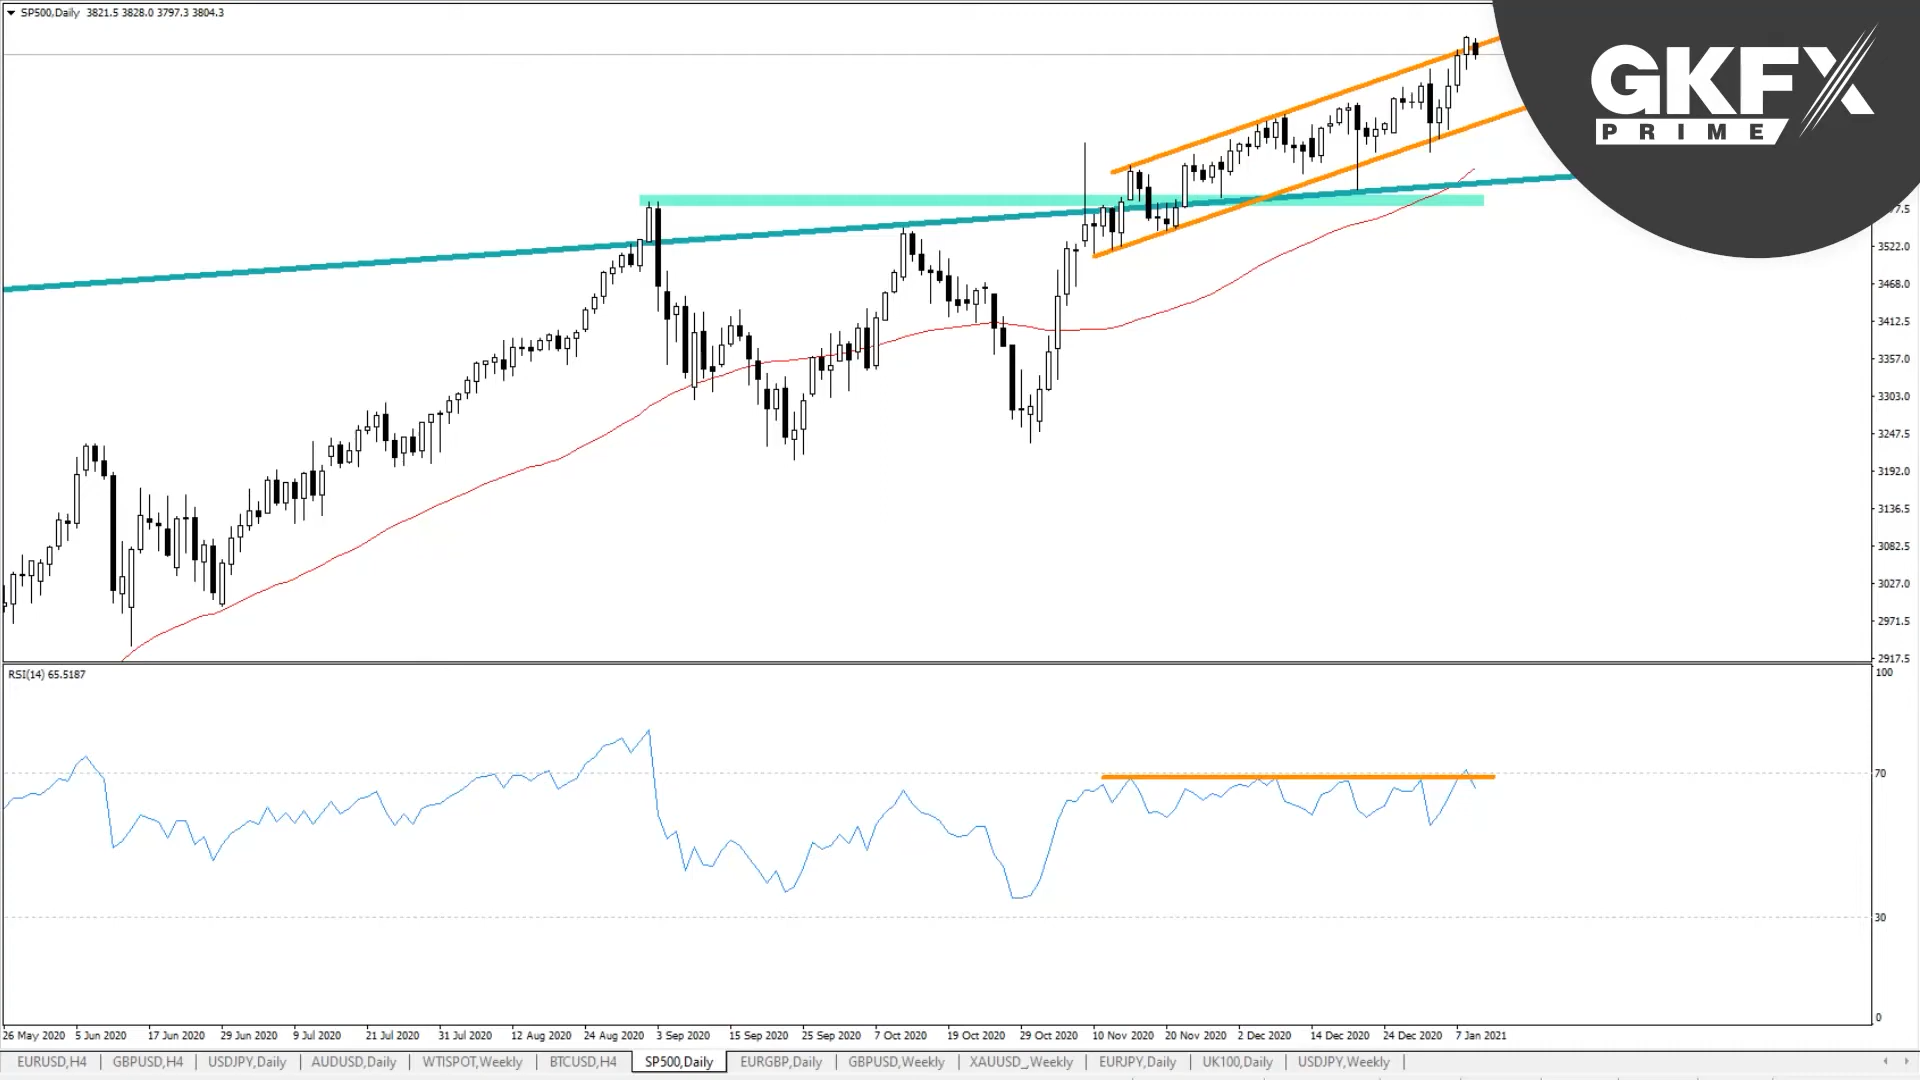 SP500,Daily 3821.5 3828.0 3797.3 3804.3
GKFX
PRIME
3522.0
3468.0
3412.5
3357.0
3303.0
3247.5
3192.0
3136.5
3082.5
3027.0
2971.5
2917.5
RSI(14) 65.5187
100
70
30
0
26 May 2020 5 Jun 2020 17 Jun 2020 29 Jun 2020 9 Jul 2020 21 Jul 2020 31 Jul 2020 12 Aug 2020 24 Aug 2020 3 Sep 2020 15 Sep 2020 25 Sep 2020 7 Oct 2020 19 Oct 2020 29 Oct 2020 10 Nov 2020 20 Nov 2020 2 Dec 2020 14 Dec 2020 24 Dec 2020 7 Jan 2021
EURUSD,H4 GBPUSD,H4 USDJPY,Daily AUDUSD,Daily WTISPOT,Weekly BTCUSD,H4 SP500,Daily EURGBP,Daily GBPUSD,Weekly XAUUSD_,Weekly EURJPY,Daily UK100,Daily USDJPY,Weekly